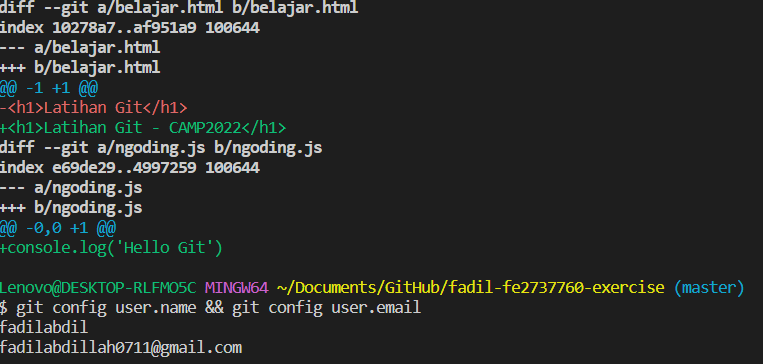 diff --git a/belajar.html b/belajar.html
index 10278a7..af951a9 100644
--- a/belajar.html
+++ b/belajar.html
@@ -1 +1 @@
-<h1>Latihan Git</h1>
+<h1>Latihan Git - CAMP2022</h1>
diff --git a/ngoding.js b/ngoding.js
index e69de29..4997259 100644
--- a/ngoding.js
+++ b/ngoding.js
@@ -0,0 +1 @@
+console.log('Hello Git')
Lenovo@DESKTOP-RLFMO5C MINGW64 ~/Documents/GitHub/fadil-fe2737760-exercise (master)
$ git config user.name && git config user.email
fadilabdil
fadilabdillah0711@gmail.com